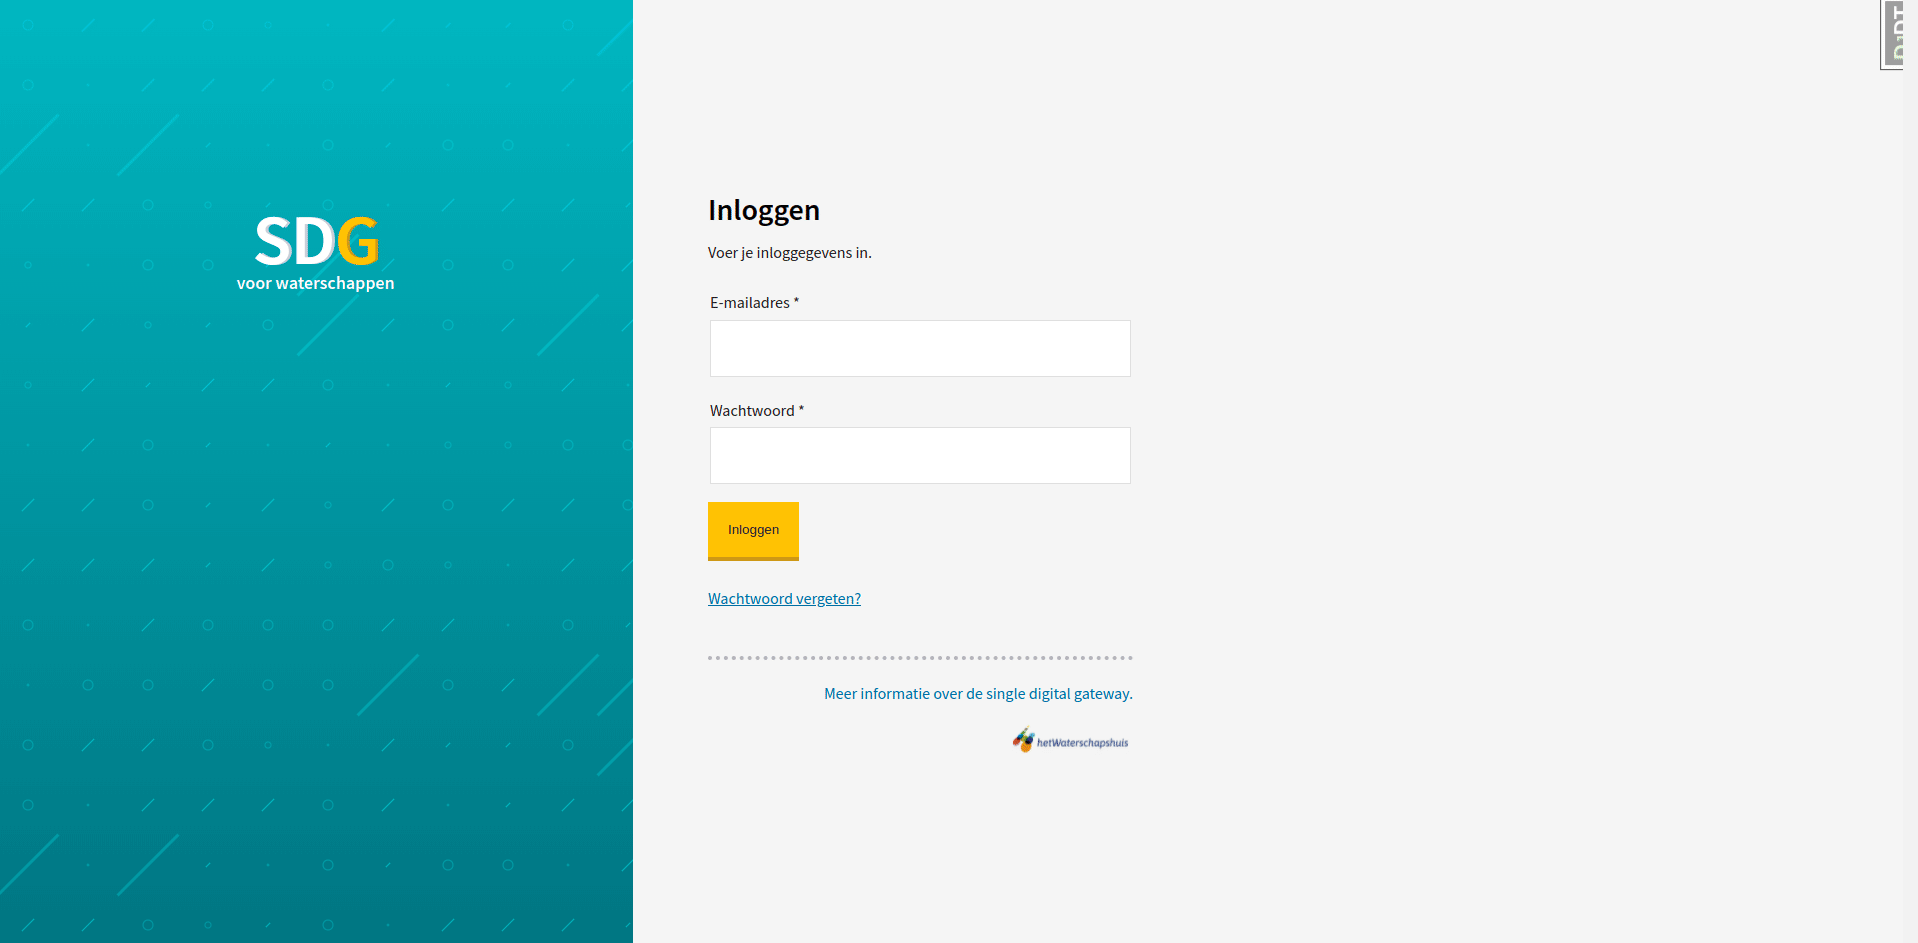 SDG
voor waterschappen
Inloggen
Voer je inloggegevens in.
E-mailadres *
Wachtwoord *
Inloggen
Wachtwoord vergeten?
Meer informatie over de single digital gateway.
hetWaterschapshuis
DJDT